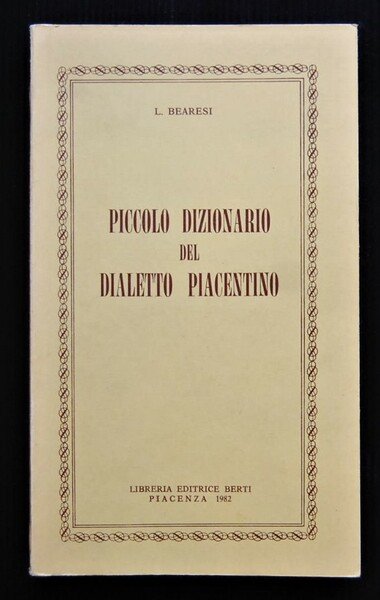 L. BEARESI
PICCOLO DIZIONARIO
DEL
DIALETTO PIACENTINO
LIBRERIA EDITRICE BERTI
PIACENZA 1982